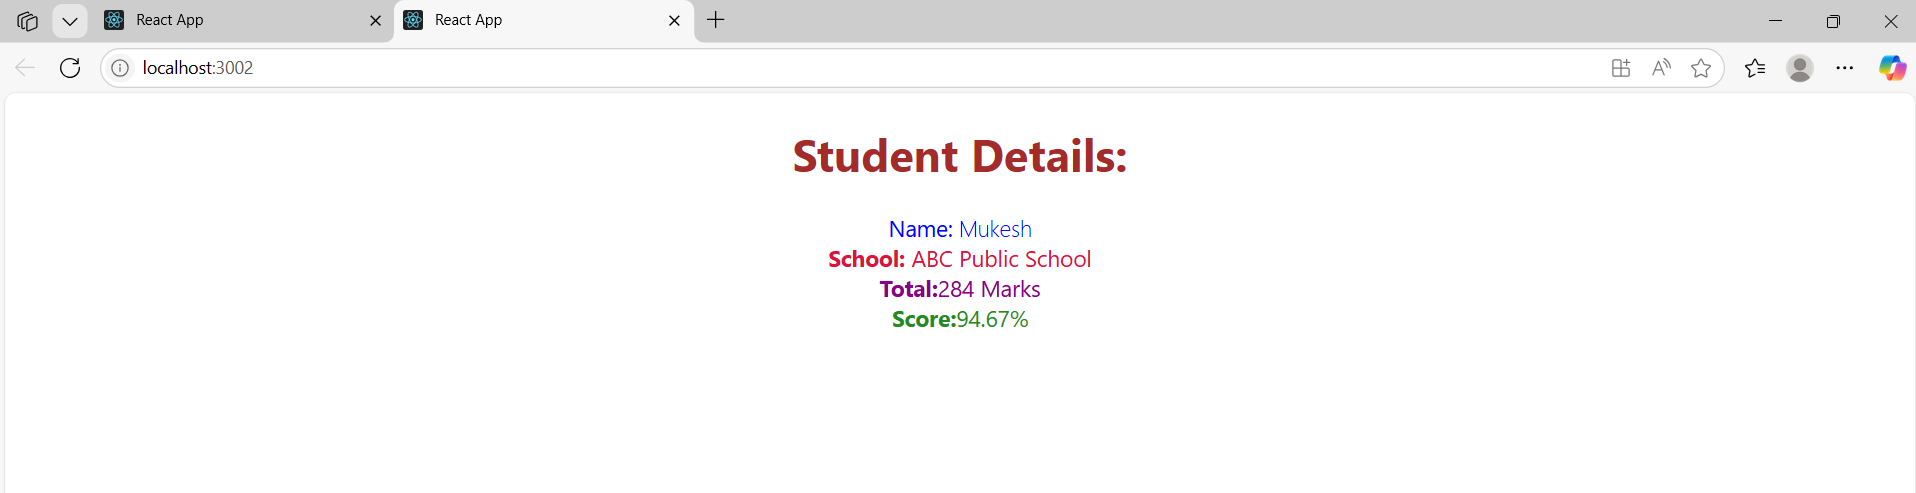 React App
React App
localhost:3002
Student Details:
Name: Mukesh
School: ABC Public School
Total:284 Marks
Score:94.67%